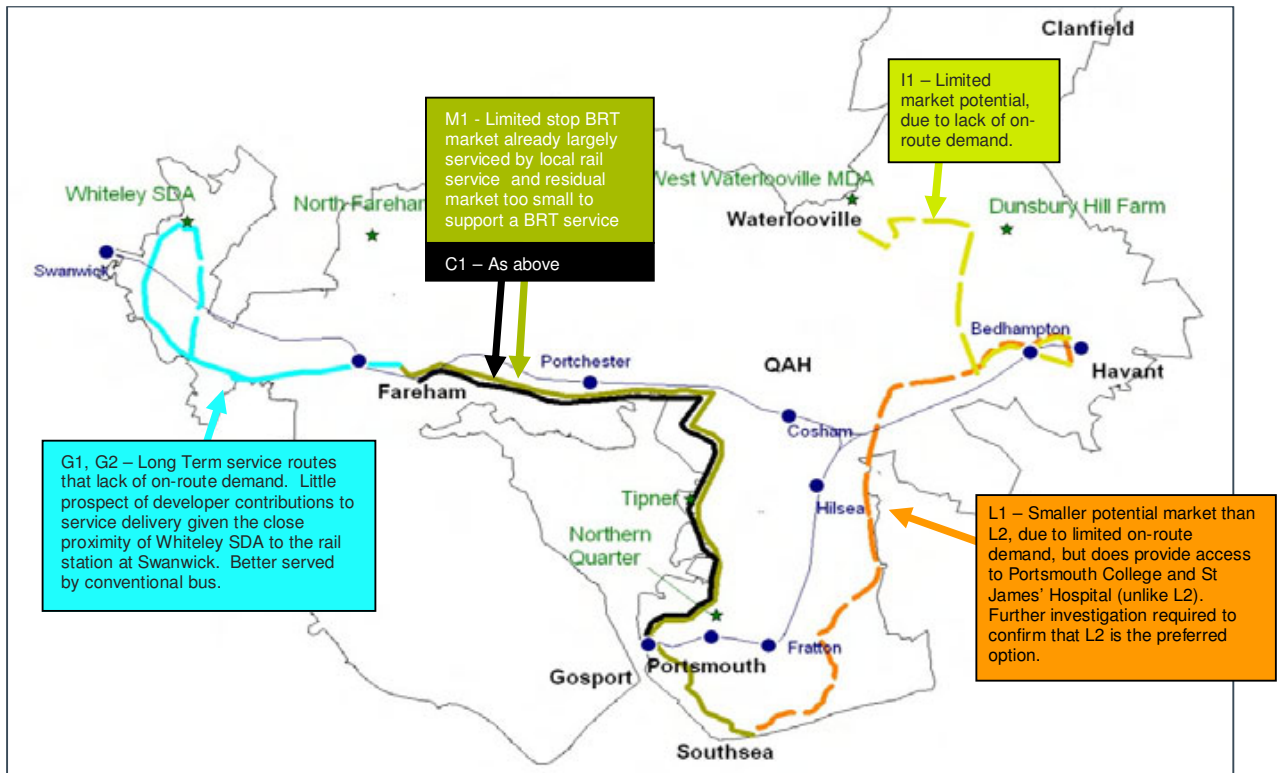 Clanfield
I1 – Limited
market potential,
due to lack of on-
route demand.
M1 - Limited stop BRT
market already largely
serviced by local rail
service and residual
market too small to
support a BRT service
C1 – As above
Whiteley SDA
North Fareham
West Waterlooville MDA
Waterlooville
Dunsbury Hill Farm
Swanwick
Bedhampton
Portchester
QAH
Havant
Fareham
Cosham
G1, G2 – Long Term service routes
that lack of on-route demand. Little
prospect of developer contributions to
service delivery given the close
proximity of Whiteley SDA to the rail
station at Swanwick. Better served
by conventional bus.
Tipner
Hilsea
Northern
Quarter
L1 – Smaller potential market than
L2, due to limited on-route
demand, but does provide access
to Portsmouth College and St
James’ Hospital (unlike L2).
Further investigation required to
confirm that L2 is the preferred
option.
Fratton
Portsmouth
Gosport
Southsea